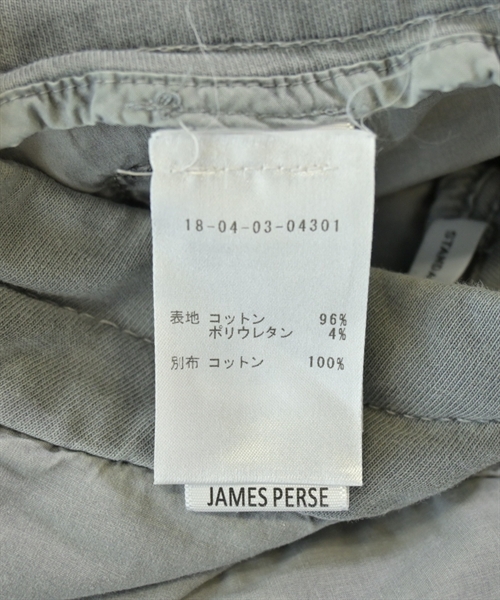 18-04-03-04301
表地 コットン 96%
ポリウレタン 4%
別布 コットン 100%
JAMES PERSE